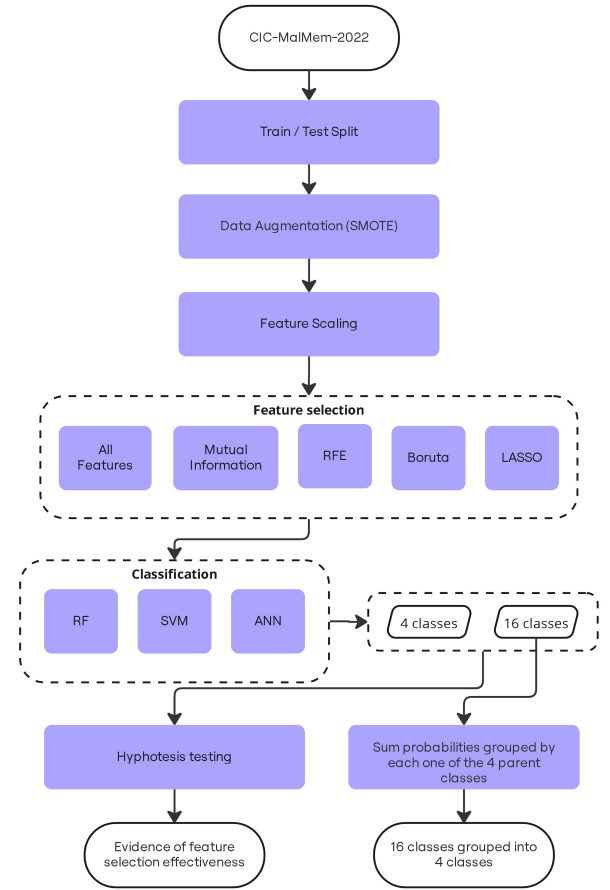 CIC-MalMem-2022
Train / Test Split
Data Augmentation (SMOTE)
Feature Scaling
Feature selection
All
Features
Mutual
Information
RFE
Boruta
LASSO
Classification
RF
SVM
ANN
4 classes
16 classes
Hyphotesis testing
Sum probabilities grouped by
each one of the 4 parent
classes
Evidence of feature
selection effectiveness
16 classes grouped into
4 classes